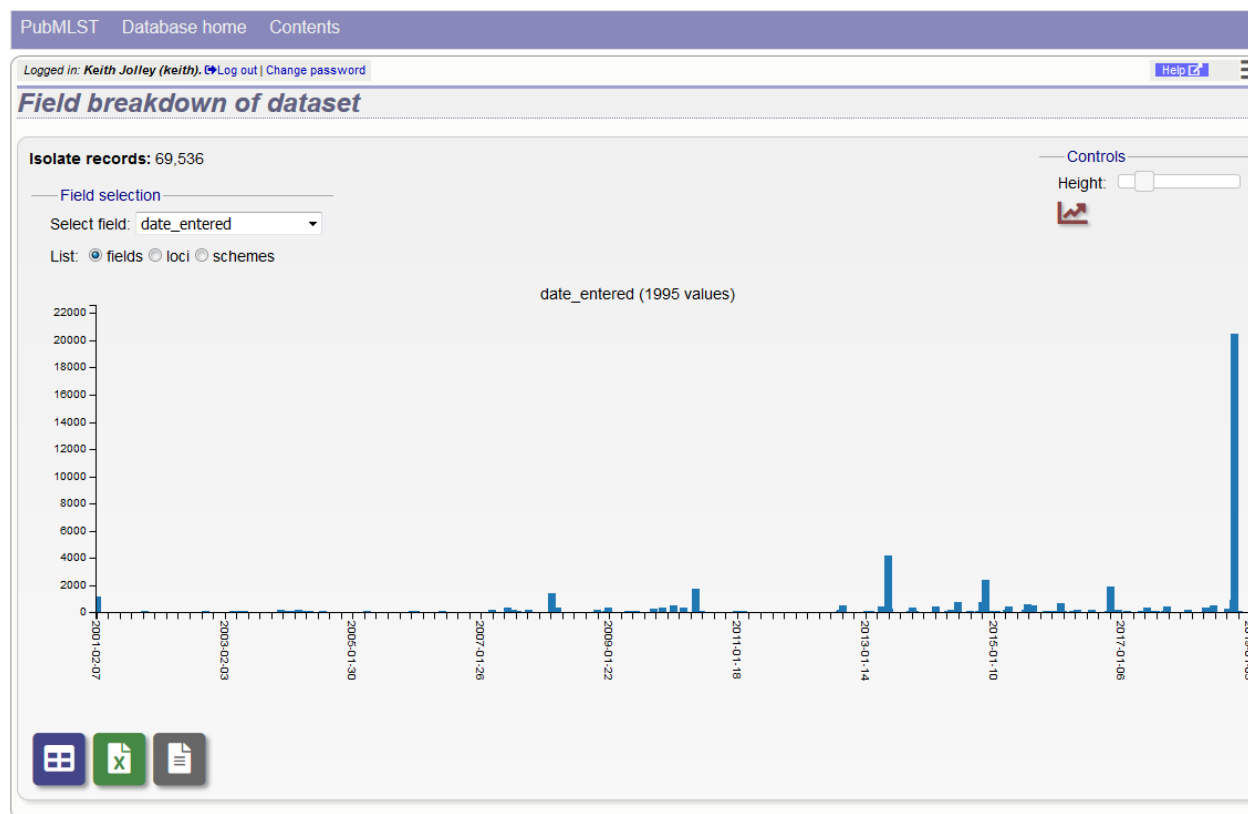 PubMLST Database home Contents
Logged in: Keith Jolley (keith). Log out | Change password
Help
Field breakdown of dataset
Isolate records: 69,536
Controls
Height:
Field selection
Select field: date_entered
List: fields loci schemes
date_entered (1995 values)
22000
20000
18000
16000
14000
12000
10000
8000
6000
4000
2000
0
2001-02-07
2003-02-03
2005-01-30
2007-01-26
2009-01-22
2011-01-18
2013-01-14
2015-01-10
2017-01-06